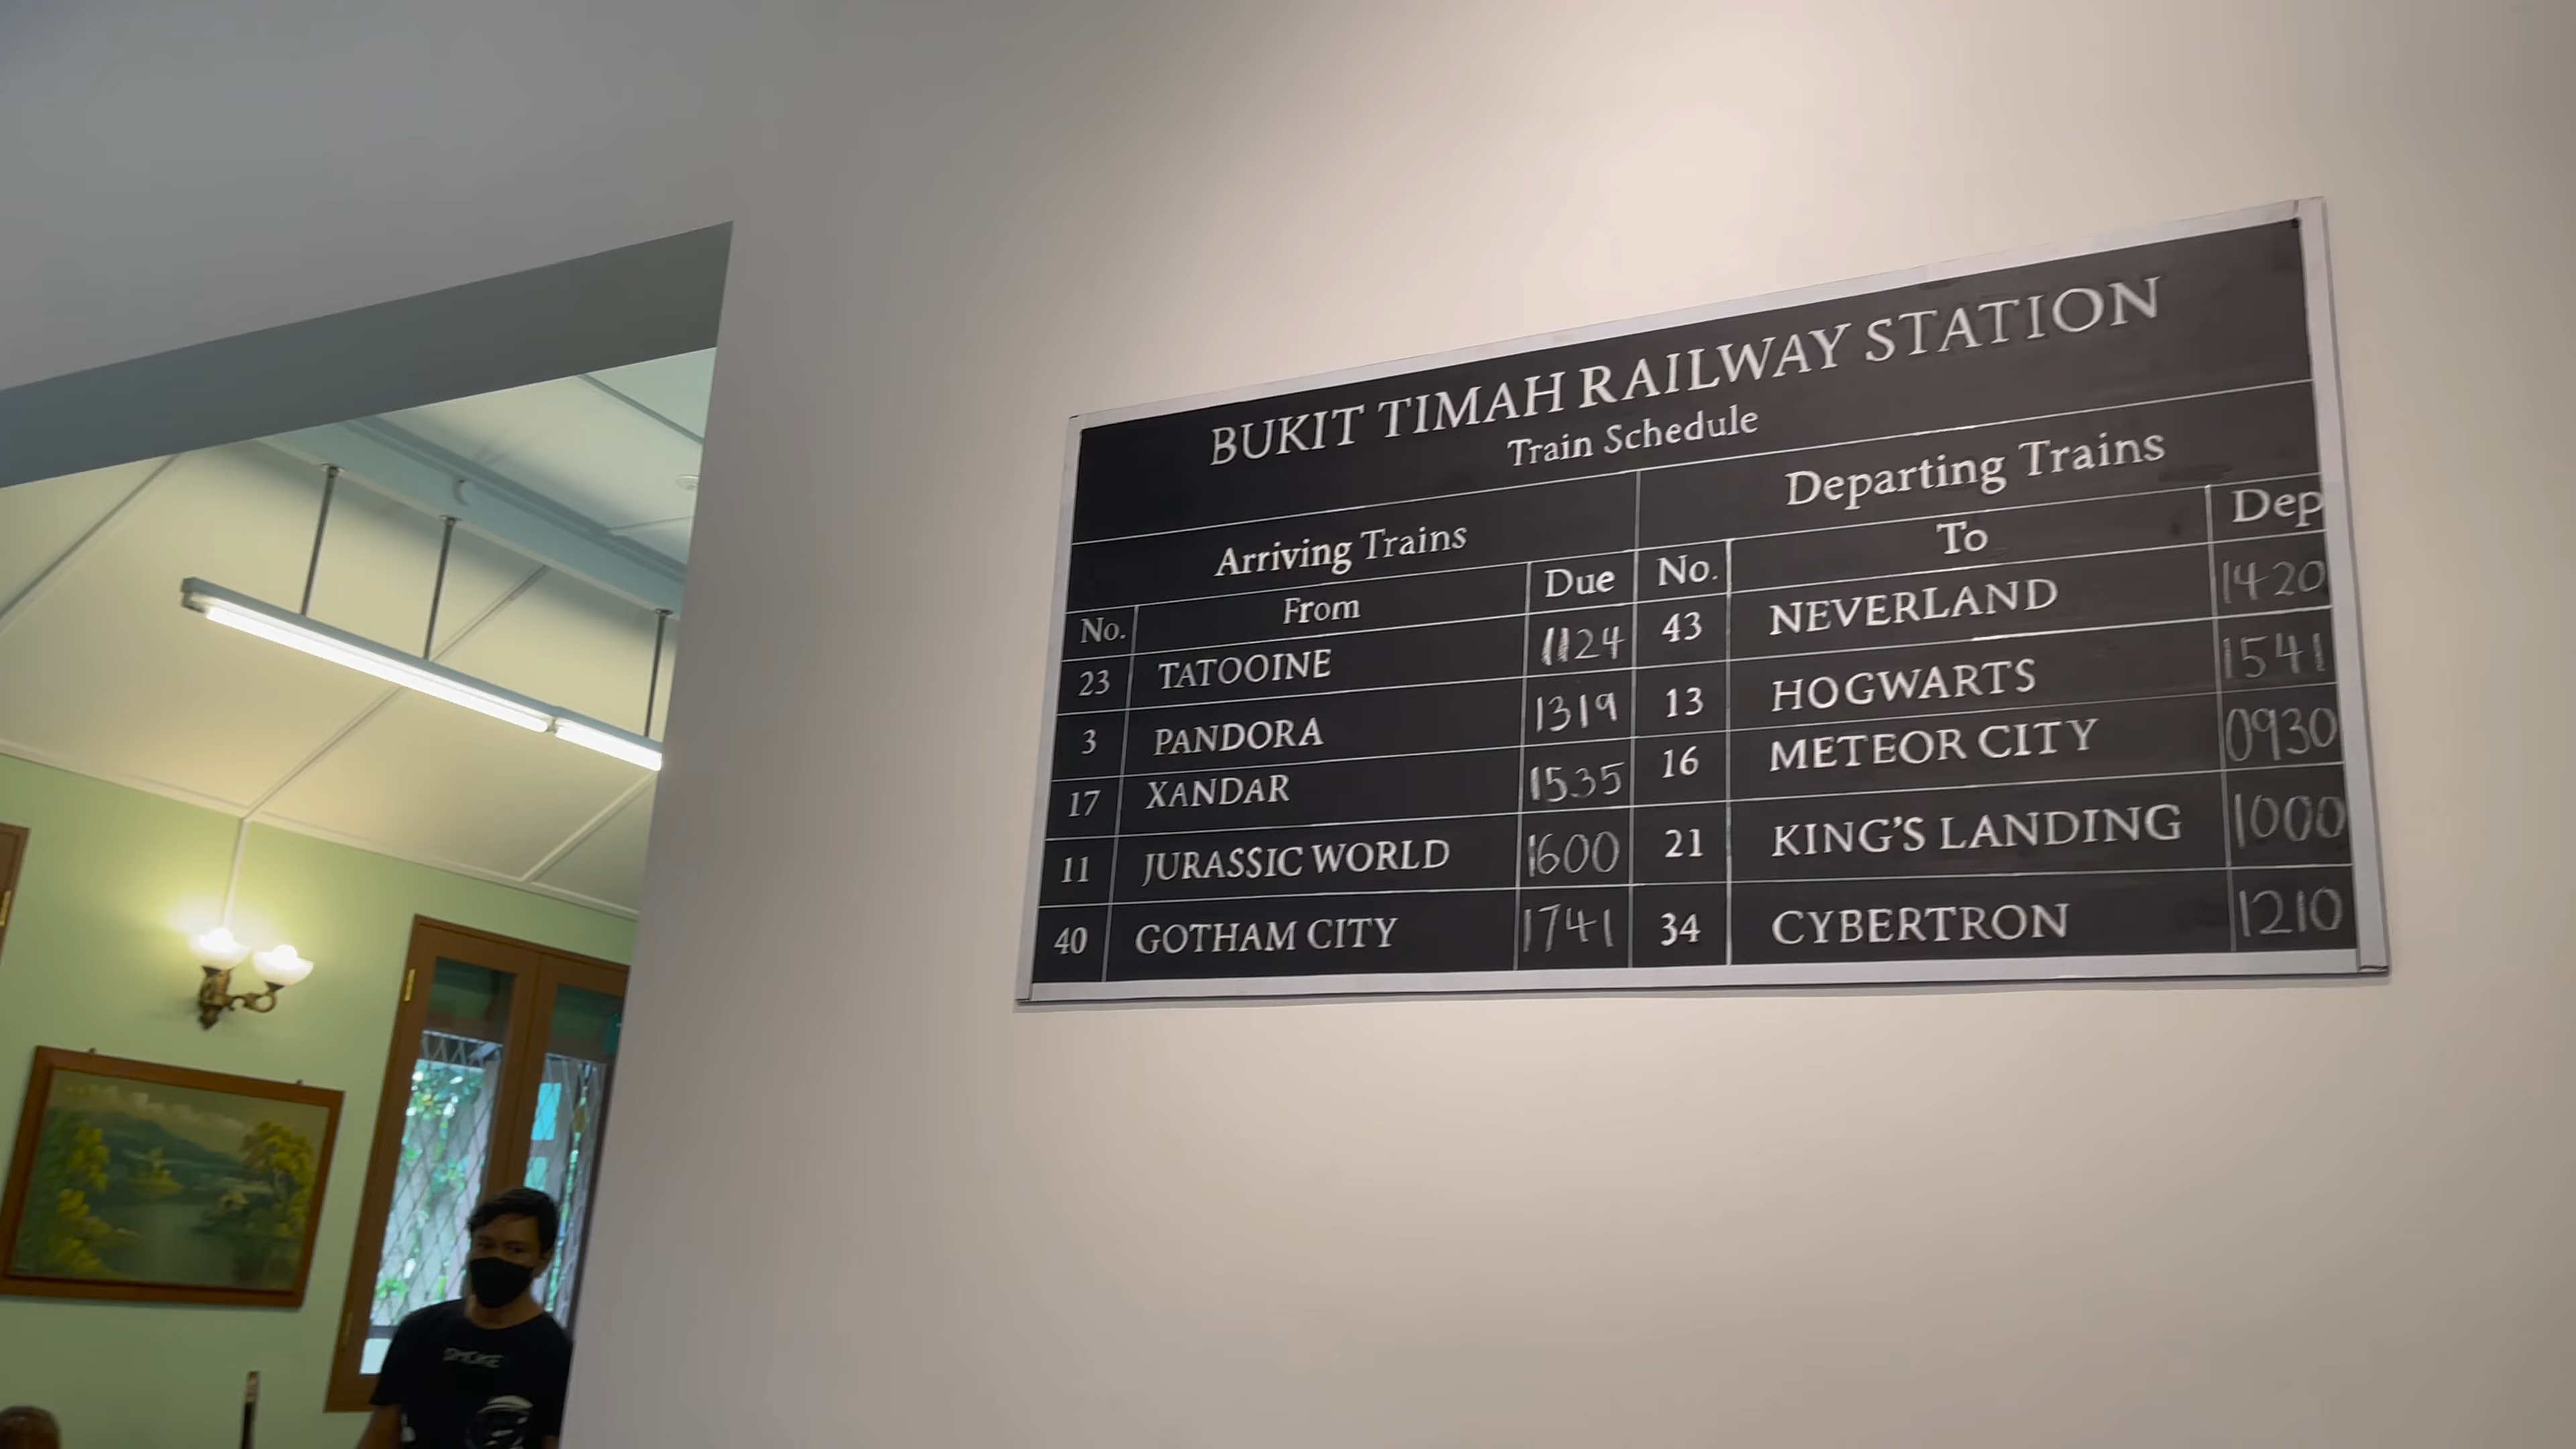 BUKIT TIMAH RAILWAY STATION
Train Schedule
Arriving Trains
Departing Trains
No. From Due No. To Dep
23 TATOOINE 1124 43 NEVERLAND 1420
3 PANDORA 1319 13 HOGWARTS 1541
17 XANDAR 1535 16 METEOR CITY 0930
11 JURASSIC WORLD 1600 21 KING'S LANDING 1000
40 GOTHAM CITY 1741 34 CYBERTRON 1210
SMOKE